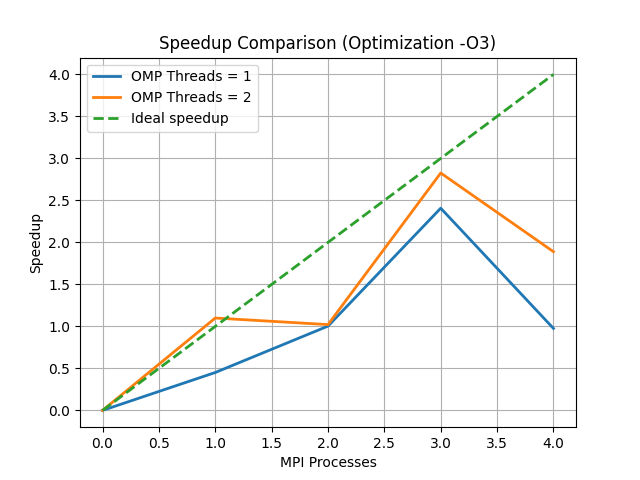 Speedup Comparison (Optimization -O3)
OMP Threads = 1
OMP Threads = 2
Ideal speedup
Speedup
4.0
3.5
3.0
2.5
2.0
1.5
1.0
0.5
0.0
0.0 0.5 1.0 1.5 2.0 2.5 3.0 3.5 4.0
MPI Processes